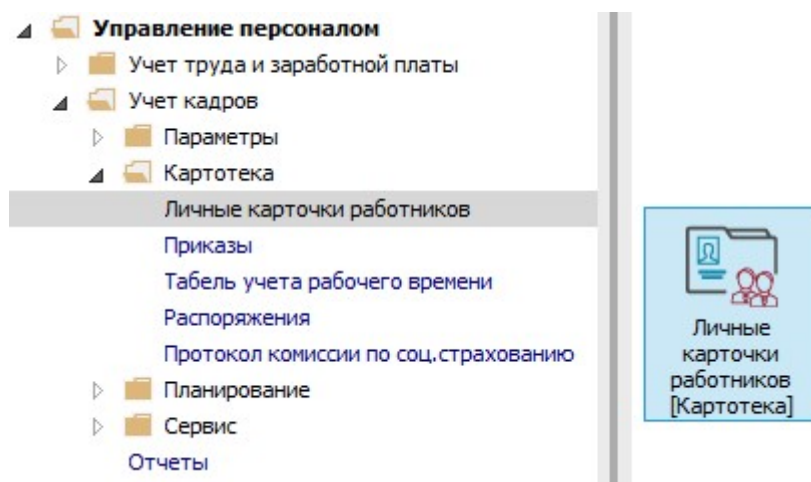 Управление персоналом
Учет труда и заработной платы
Учет кадров
Параметры
Картотека
Личные карточки работников
Приказы
Табель учета рабочего времени
Распоряжения
Протокол комиссии по соц.страхованию
Планирование
Сервис
Отчеты
Личные
карточки
работников
[Картотека]